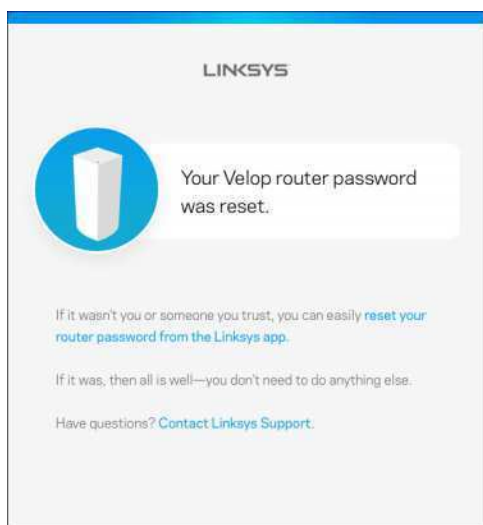 LINKSYS
Your Velop router password
was reset.
If it wasn't you or someone you trust, you can easily reset your
router password from the Linksys app.
If it was, then all is well—you don't need to do anything else.
Have questions? Contact Linksys Support.